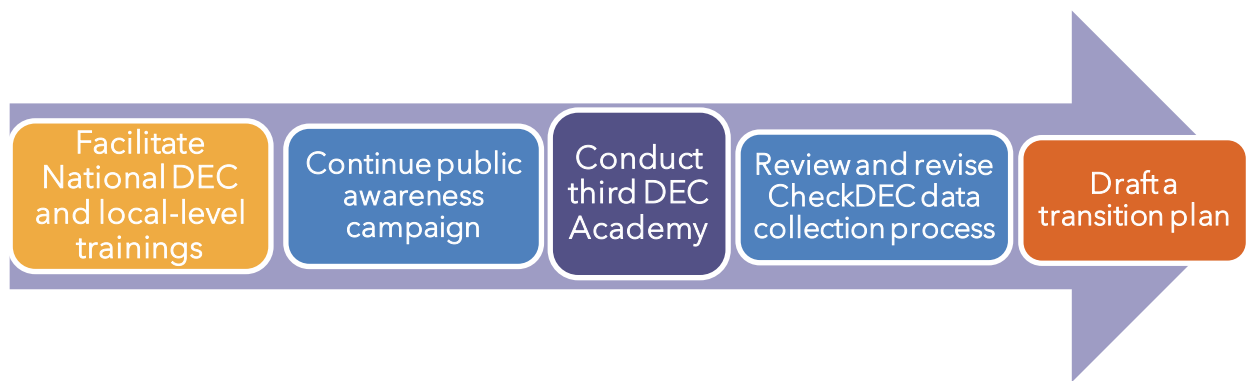 Facilitate
National DEC
and local-level
trainings
Continue public
awareness
campaign
Conduct
third DEC
Academy
Review and revise
CheckDEC data
collection process
Draft a
transition plan